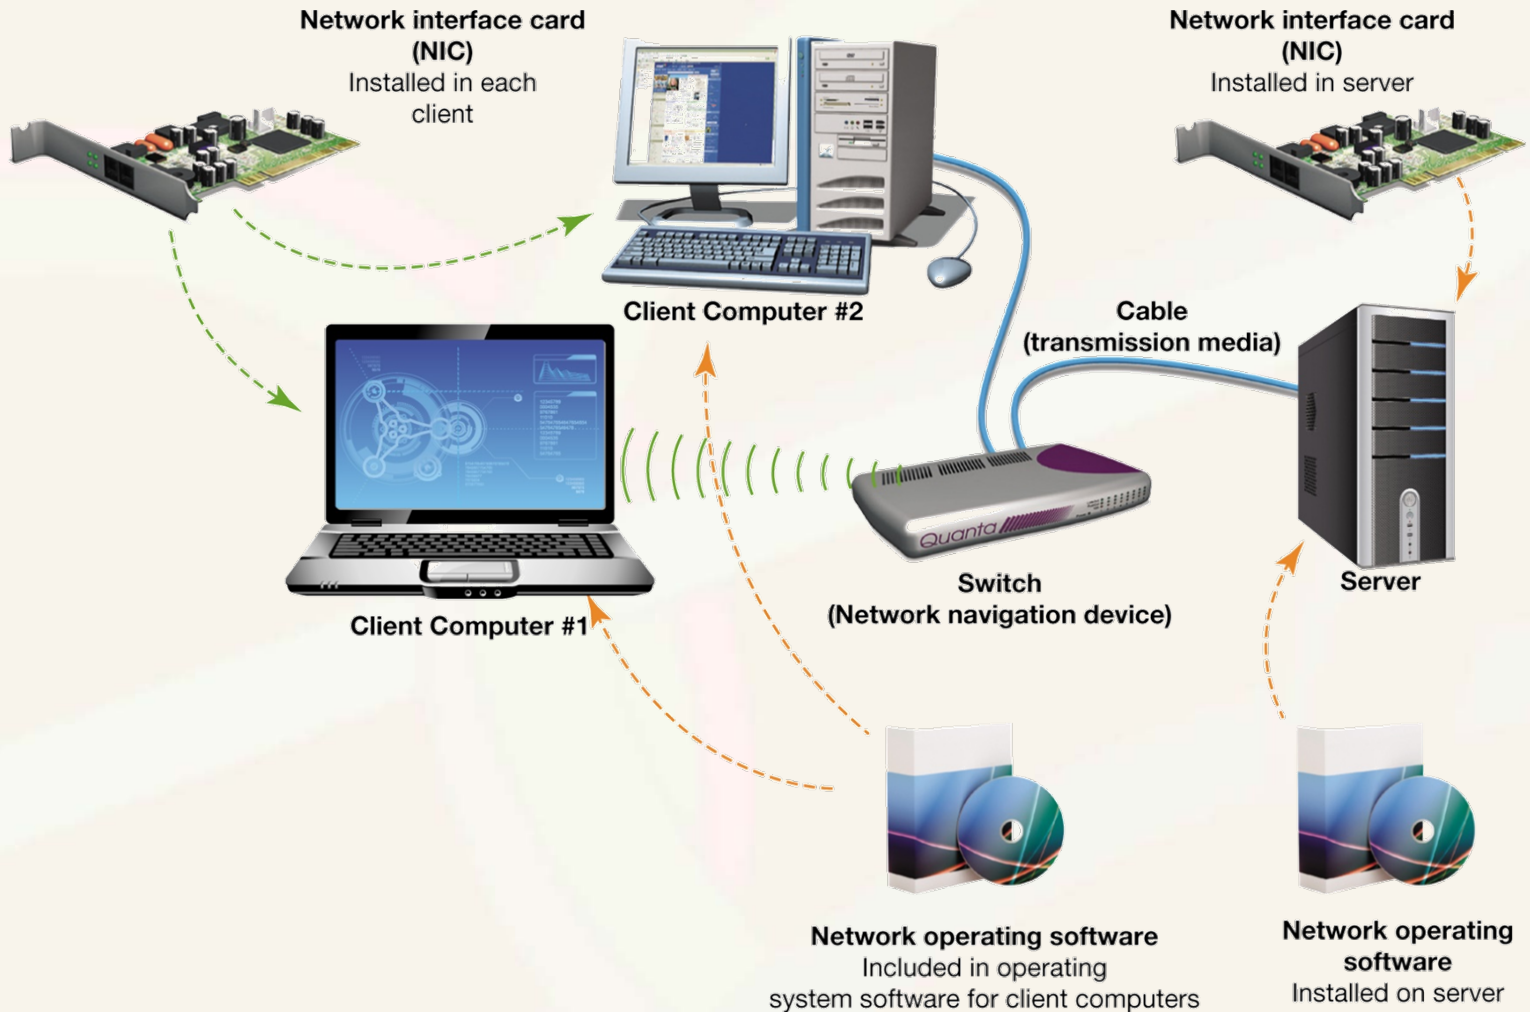 Network interface card
(NIC)
Installed in each
client
Network interface card
(NIC)
Installed in server
Client Computer #2
Cable
(transmission media)
Quanta
Client Computer #1
Switch
(Network navigation device)
Server
Network operating software
Included in operating
system software for client computers
Network operating
software
Installed on server